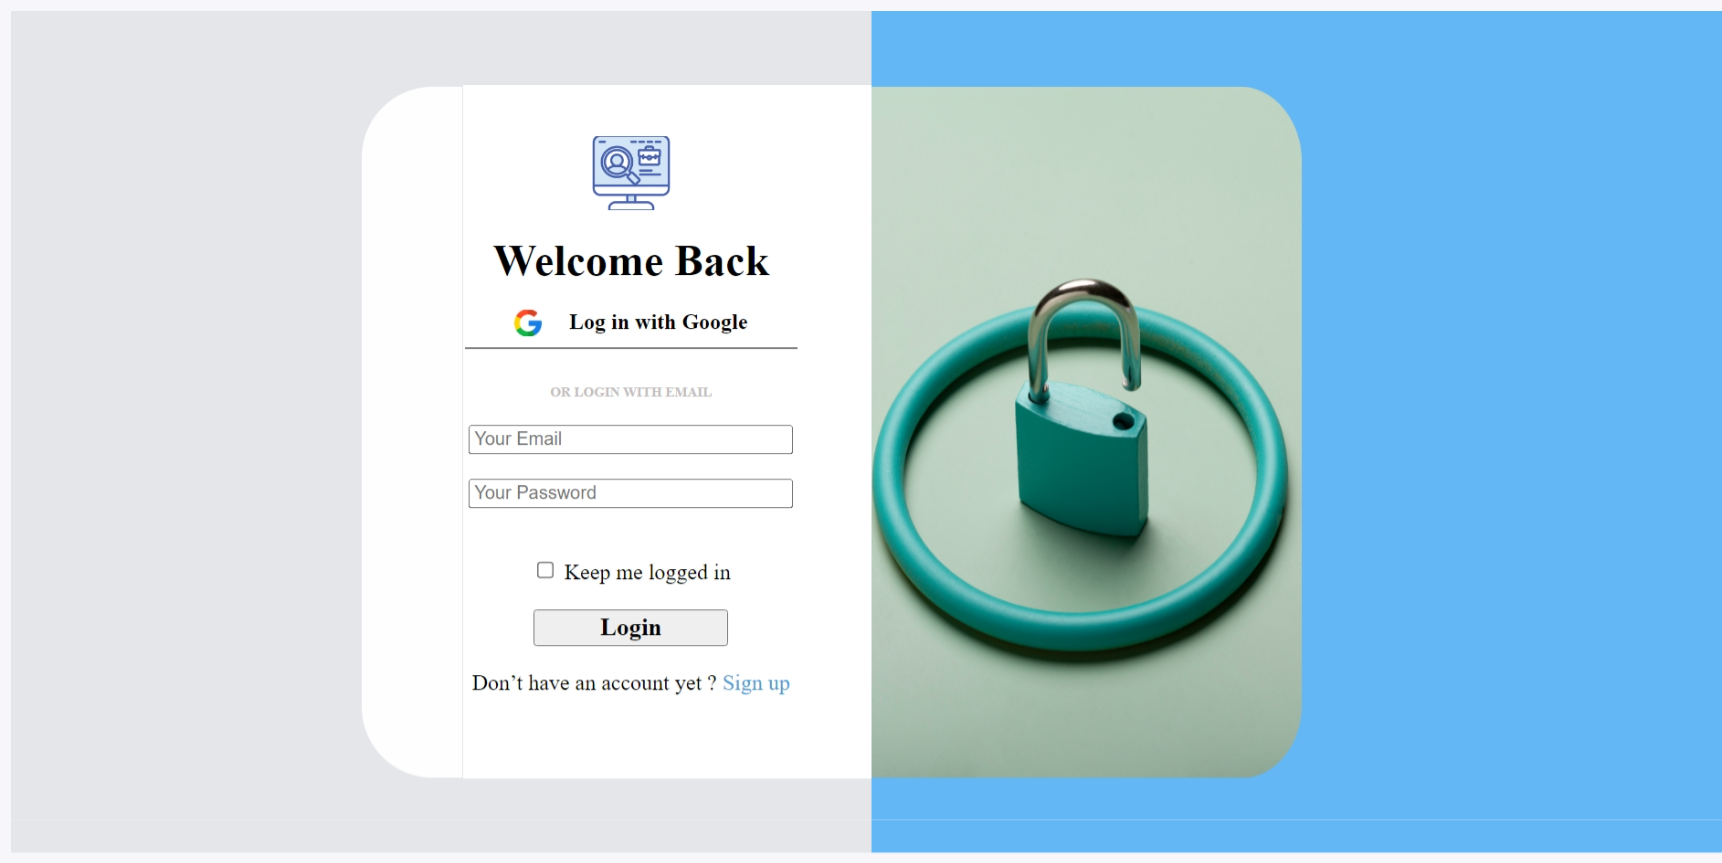 Welcome Back
Log in with Google
OR LOGIN WITH EMAIL
Your Email
Your Password
Keep me logged in
Login
Don’t have an account yet ? Sign up